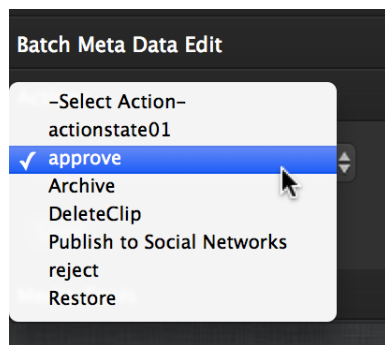 Batch Meta Data Edit
-Select Action-
actionstate01
approve
Archive
DeleteClip
Publish to Social Networks
reject
Restore